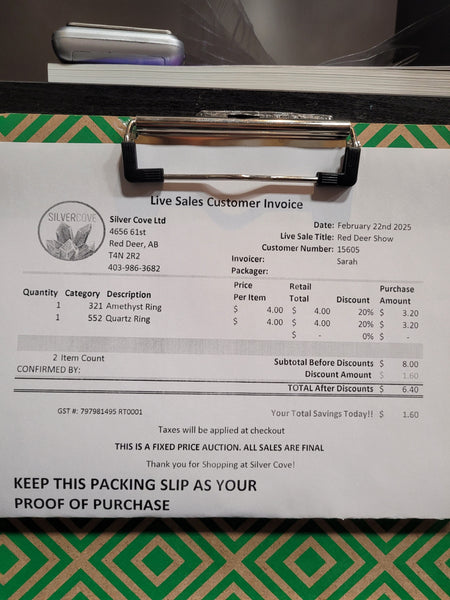 Live Sales Customer Invoice
SILVERCOVE
Silver Cove Ltd
4656 61st
Red Deer, AB
T4N 2R2
403-986-3682
Date: February 22nd 2025
Live Sale Title: Red Deer Show
Customer Number: 15605
Invoicer: Sarah
Packager:
Quantity Category Description Price Per Item Retail Total Discount Purchase Amount
1 321 Amethyst Ring $ 4.00 $ 4.00 20% $ 3.20
1 552 Quartz Ring $ 4.00 $ 4.00 20% $ 3.20
$ - 0% $ -
2 Item Count
Subtotal Before Discounts $ 8.00
CONFIRMED BY:
Discount Amount $ 1.60
TOTAL After Discounts $ 6.40
GST #: 797981495 RT0001
Your Total Savings Today!! $ 1.60
Taxes will be applied at checkout
THIS IS A FIXED PRICE AUCTION. ALL SALES ARE FINAL
Thank you for Shopping at Silver Cove!
KEEP THIS PACKING SLIP AS YOUR
PROOF OF PURCHASE